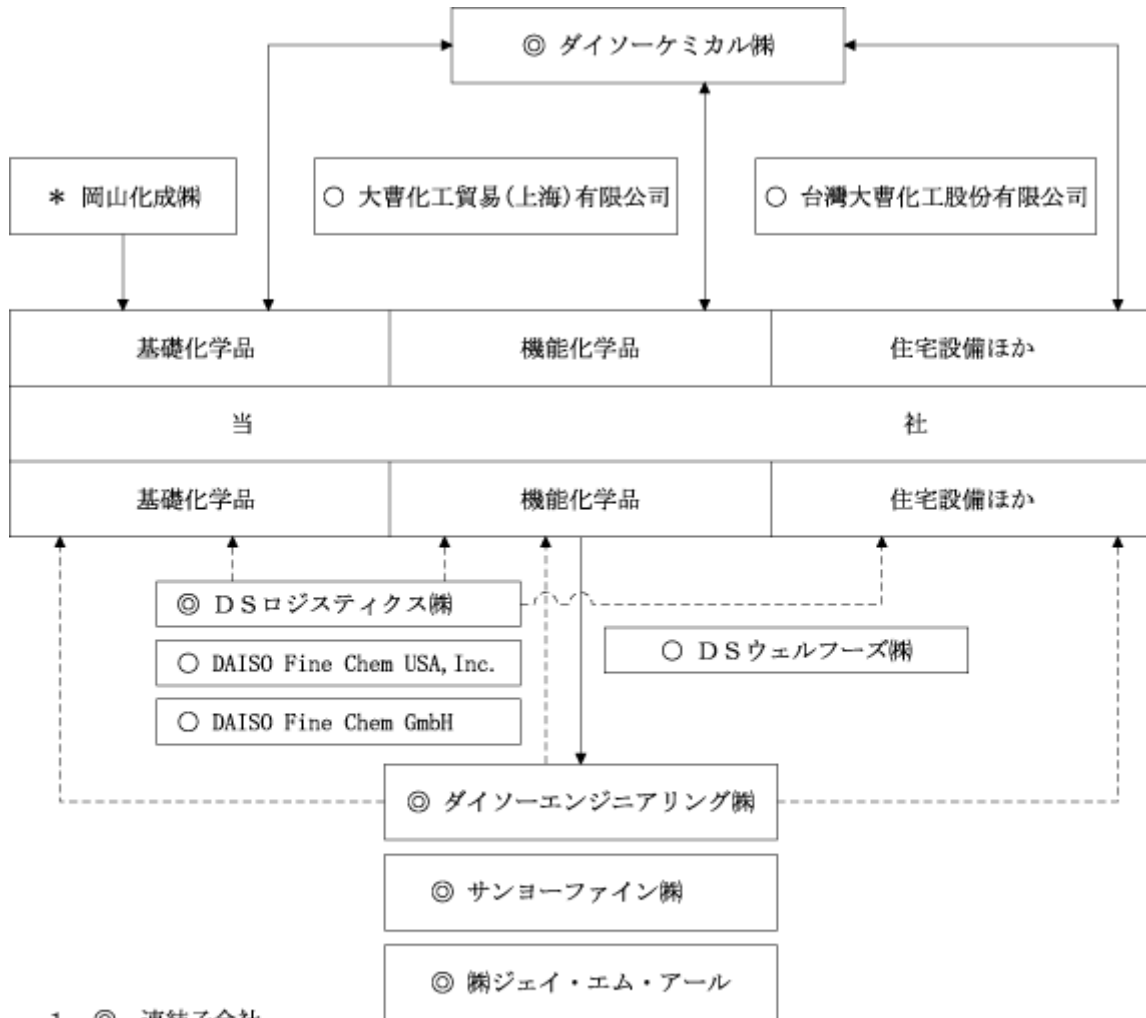 ◎ ダイソーケミカル㈱
* 岡山化成㈱
○ 大曹化工貿易(上海)有限公司
○ 台灣大曹化工股份有限公司
基礎化学品
機能化学品
住宅設備ほか
当 社
基礎化学品
機能化学品
住宅設備ほか
◎ DSロジスティクス㈱
○ DSウェルフーズ㈱
○ DAISO Fine Chem USA,Inc.
○ DAISO Fine Chem GmbH
◎ ダイソーエンジニアリング㈱
◎ サンヨーファイン㈱
◎ ㈱ジェイ・エム・アール
1 ◎ 連結子会社